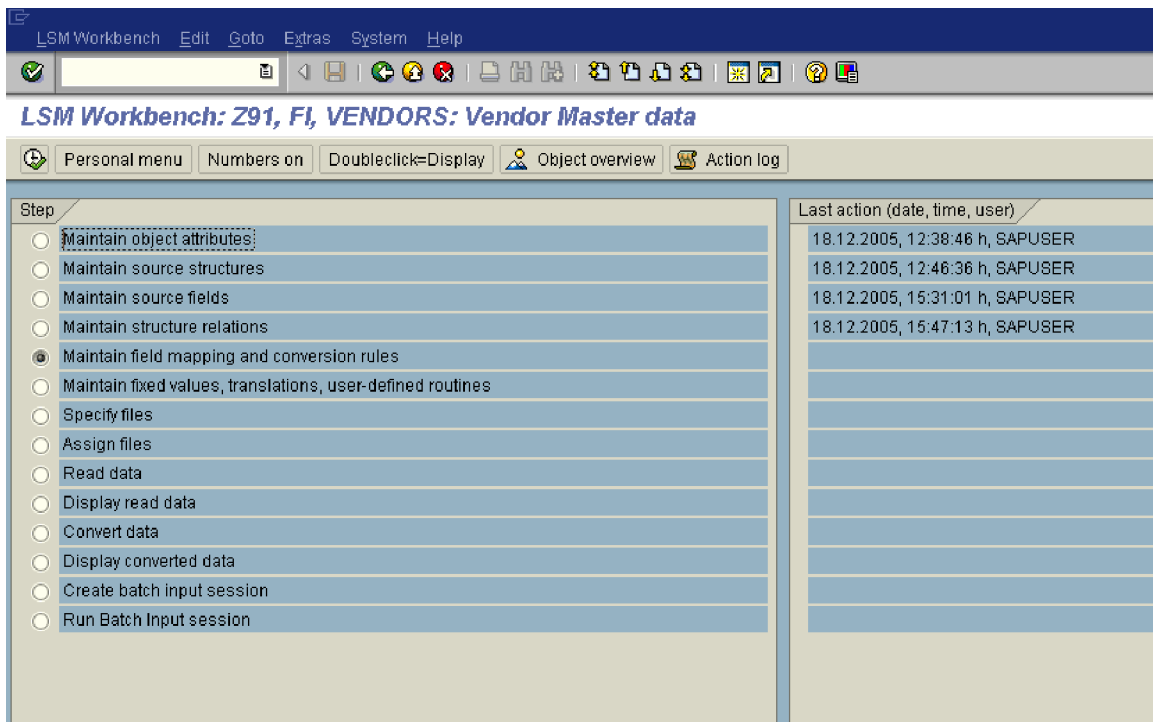 LSM Workbench Edit Goto Extras System Help
LSM Workbench: Z91, FI, VENDORS: Vendor Master data
Personal menu Numbers on Doubleclick=Display Object overview Action log
Step Last action (date, time, user)
Maintain object attributes 18.12.2005, 12:38:46 h, SAPUSER
Maintain source structures 18.12.2005, 12:46:36 h, SAPUSER
Maintain source fields 18.12.2005, 15:31:01 h, SAPUSER
Maintain structure relations 18.12.2005, 15:47:13 h, SAPUSER
Maintain field mapping and conversion rules
Maintain fixed values, translations, user-defined routines
Specify files
Assign files
Read data
Display read data
Convert data
Display converted data
Create batch input session
Run Batch Input session